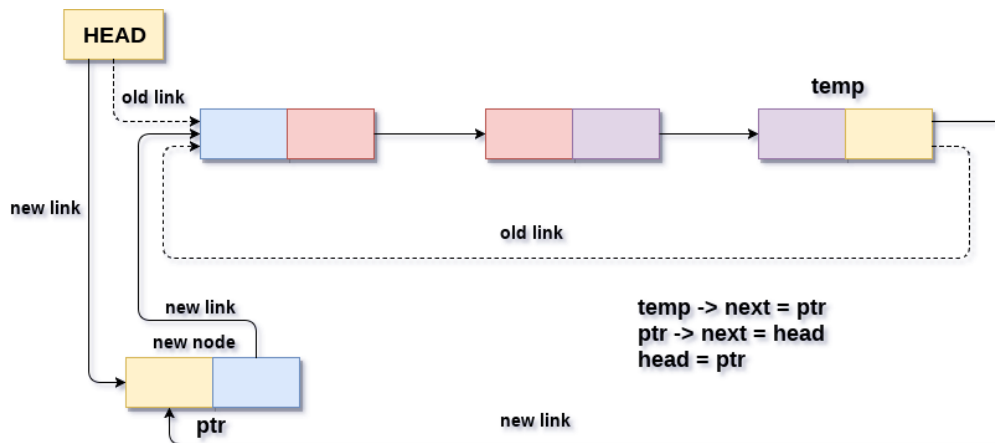 HEAD
old link
temp
new link
old link
new link
new node
temp -> next = ptr
ptr -> next = head
head = ptr
ptr
new link